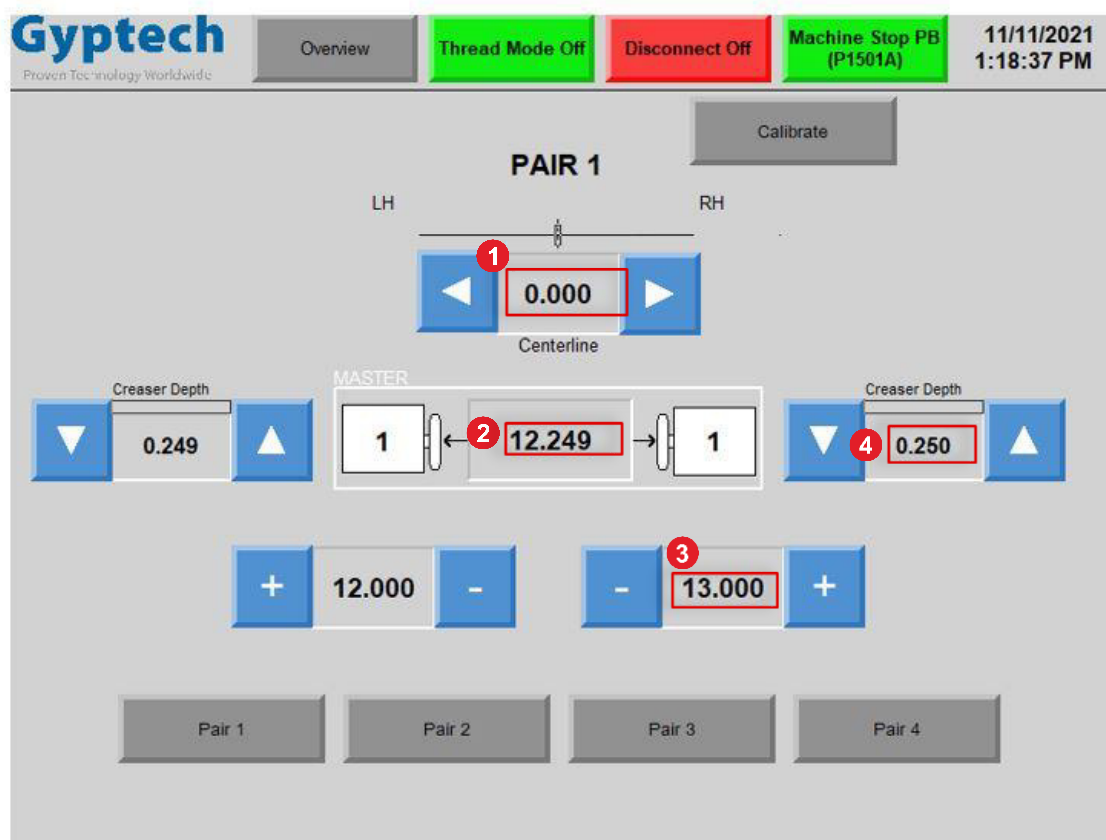 Gyptech
Proven Technology Worldwide
Overview
Thread Mode Off
Disconnect Off
Machine Stop PB
(P1501A)
11/11/2021
1:18:37 PM
Calibrate
PAIR 1
LH
RH
1
0.000
Centerline
MASTER
Creaser Depth
0.249
1
2
12.249
1
Creaser Depth
4
0.250
+
12.000
-
3
-
13.000
+
Pair 1
Pair 2
Pair 3
Pair 4